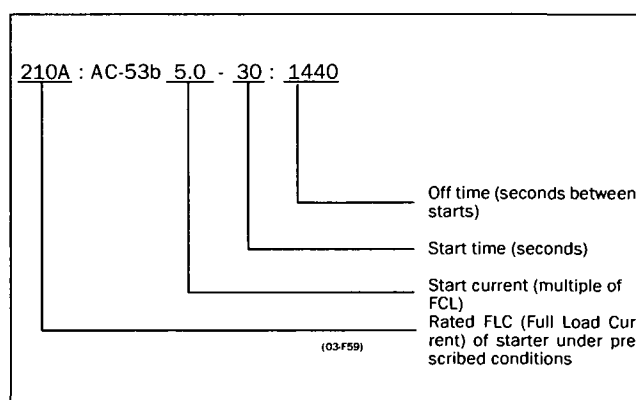 210A : AC-53b 5.0 - 30 : 1440
Off time (seconds between
starts)
Start time (seconds)
Start current (multiple of
FCL)
Rated FLC (Full Load Cur
rent) of starter under pre
scribed conditions
(03-F59)